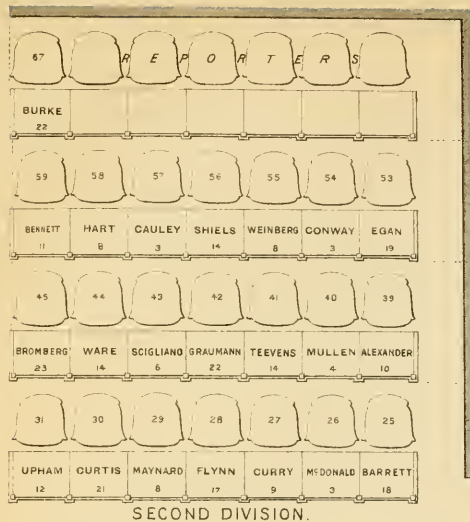 67 REPORTERS
BURKE
22
59 58 57 56 55 54 53
BENNETT HART CAULEY SHIELS WEINBERG CONWAY EGAN
11 8 3 14 8 3 19
45 44 43 42 41 40 39
BROMBERG WARE SCIGLIANO GRAUMANN TEEVENS MULLEN ALEXANDER
23 14 6 22 14 4 10
31 30 29 28 27 26 25
UPHAM CURTIS MAYNARD FLYNN CURRY McDONALD BARRETT
12 21 8 17 9 3 18
SECOND DIVISION.